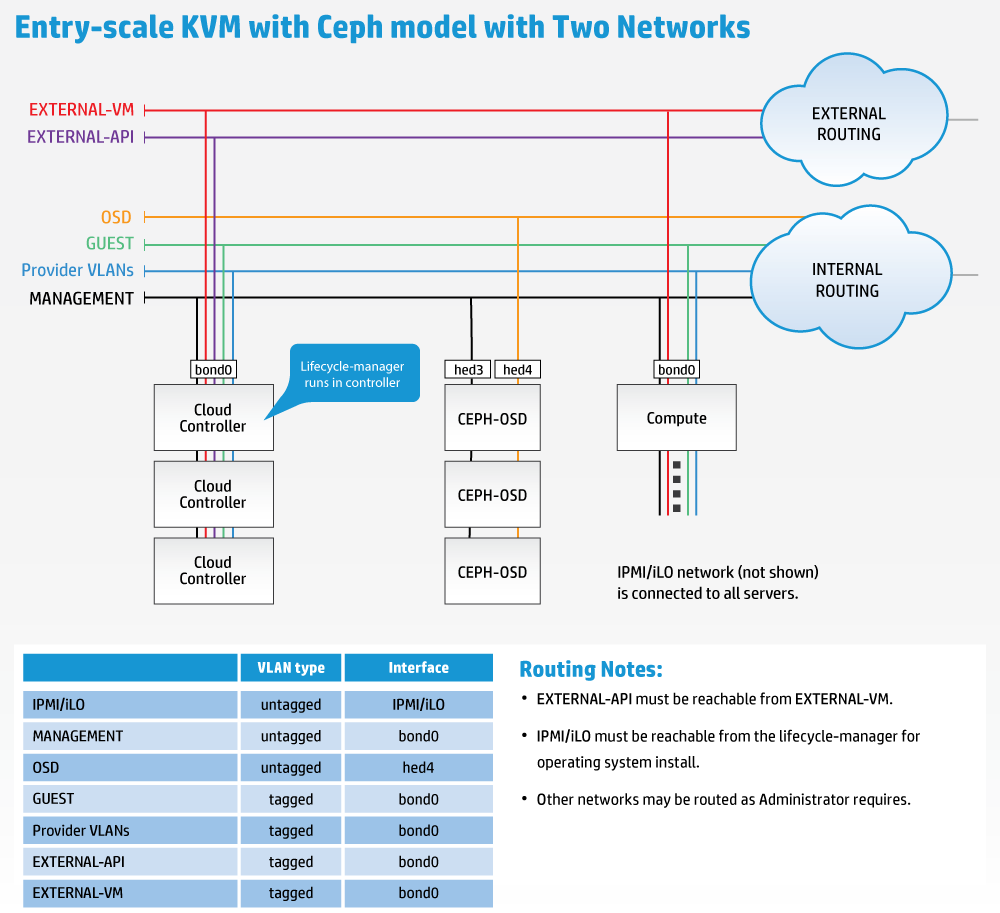 Entry-scale KVM with Ceph model with Two Networks
EXTERNAL-VM
EXTERNAL-API
EXTERNAL
ROUTING
OSD
GUEST
Provider VLANs
MANAGEMENT
INTERNAL
ROUTING
bond0
Lifecycle-manager
runs in controller
hed3
hed4
bond0
Cloud
Controller
CEPH-OSD
Compute
Cloud
Controller
CEPH-OSD
Cloud
Controller
CEPH-OSD
IPMI/iLO network (not shown)
is connected to all servers.
VLAN type Interface
IPMI/iLO untagged IPMI/iLO
MANAGEMENT untagged bond0
OSD untagged hed4
GUEST tagged bond0
Provider VLANs tagged bond0
EXTERNAL-API tagged bond0
EXTERNAL-VM tagged bond0
Routing Notes:
• EXTERNAL-API must be reachable from EXTERNAL-VM.
• IPMI/iLO must be reachable from the lifecycle-manager for
operating system install.
• Other networks may be routed as Administrator requires.